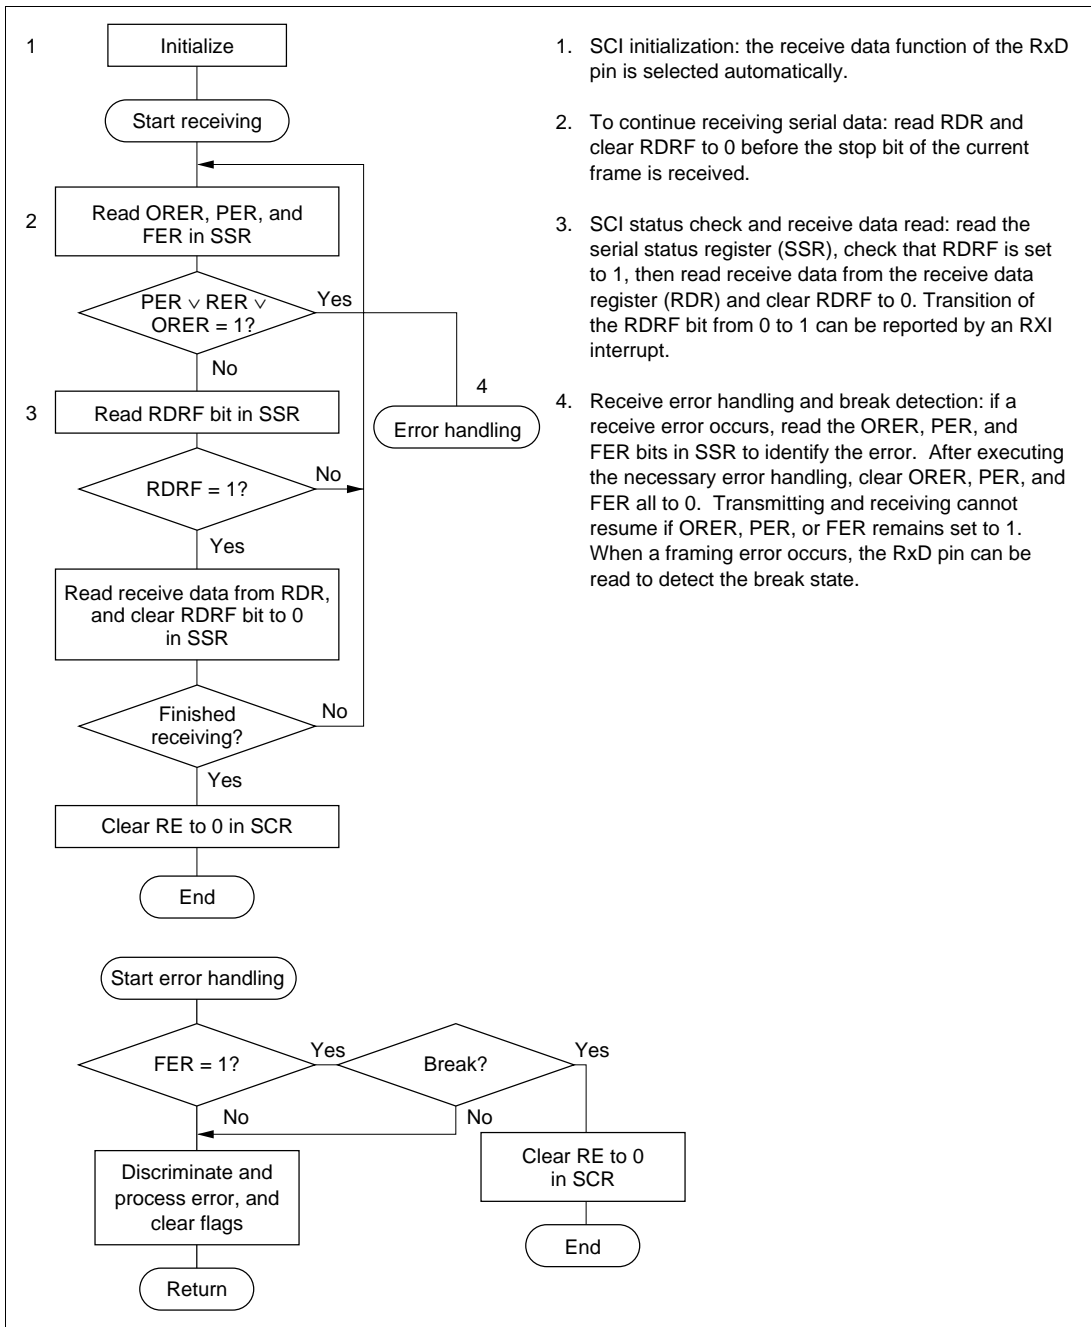 1
Initialize
Start receiving
2
Read ORER, PER, and
FER in SSR
PER ∨ RER ∨
ORER = 1?
Yes
No
4
Error handling
3
Read RDRF bit in SSR
RDRF = 1?
No
Yes
Read receive data from RDR,
and clear RDRF bit to 0
in SSR
Finished
receiving?
No
Yes
Clear RE to 0 in SCR
End
1. SCI initialization: the receive data function of the RxD
pin is selected automatically.
2. To continue receiving serial data: read RDR and
clear RDRF to 0 before the stop bit of the current
frame is received.
3. SCI status check and receive data read: read the
serial status register (SSR), check that RDRF is set
to 1, then read receive data from the receive data
register (RDR) and clear RDRF to 0. Transition of
the RDRF bit from 0 to 1 can be reported by an RXI
interrupt.
4. Receive error handling and break detection: if a
receive error occurs, read the ORER, PER, and
FER bits in SSR to identify the error. After executing
the necessary error handling, clear ORER, PER, and
FER all to 0. Transmitting and receiving cannot
resume if ORER, PER, or FER remains set to 1.
When a framing error occurs, the RxD pin can be
read to detect the break state.
Start error handling
FER = 1?
Yes
Break?
Yes
No
No
Discriminate and
process error, and
clear flags
Return
Clear RE to 0
in SCR
End